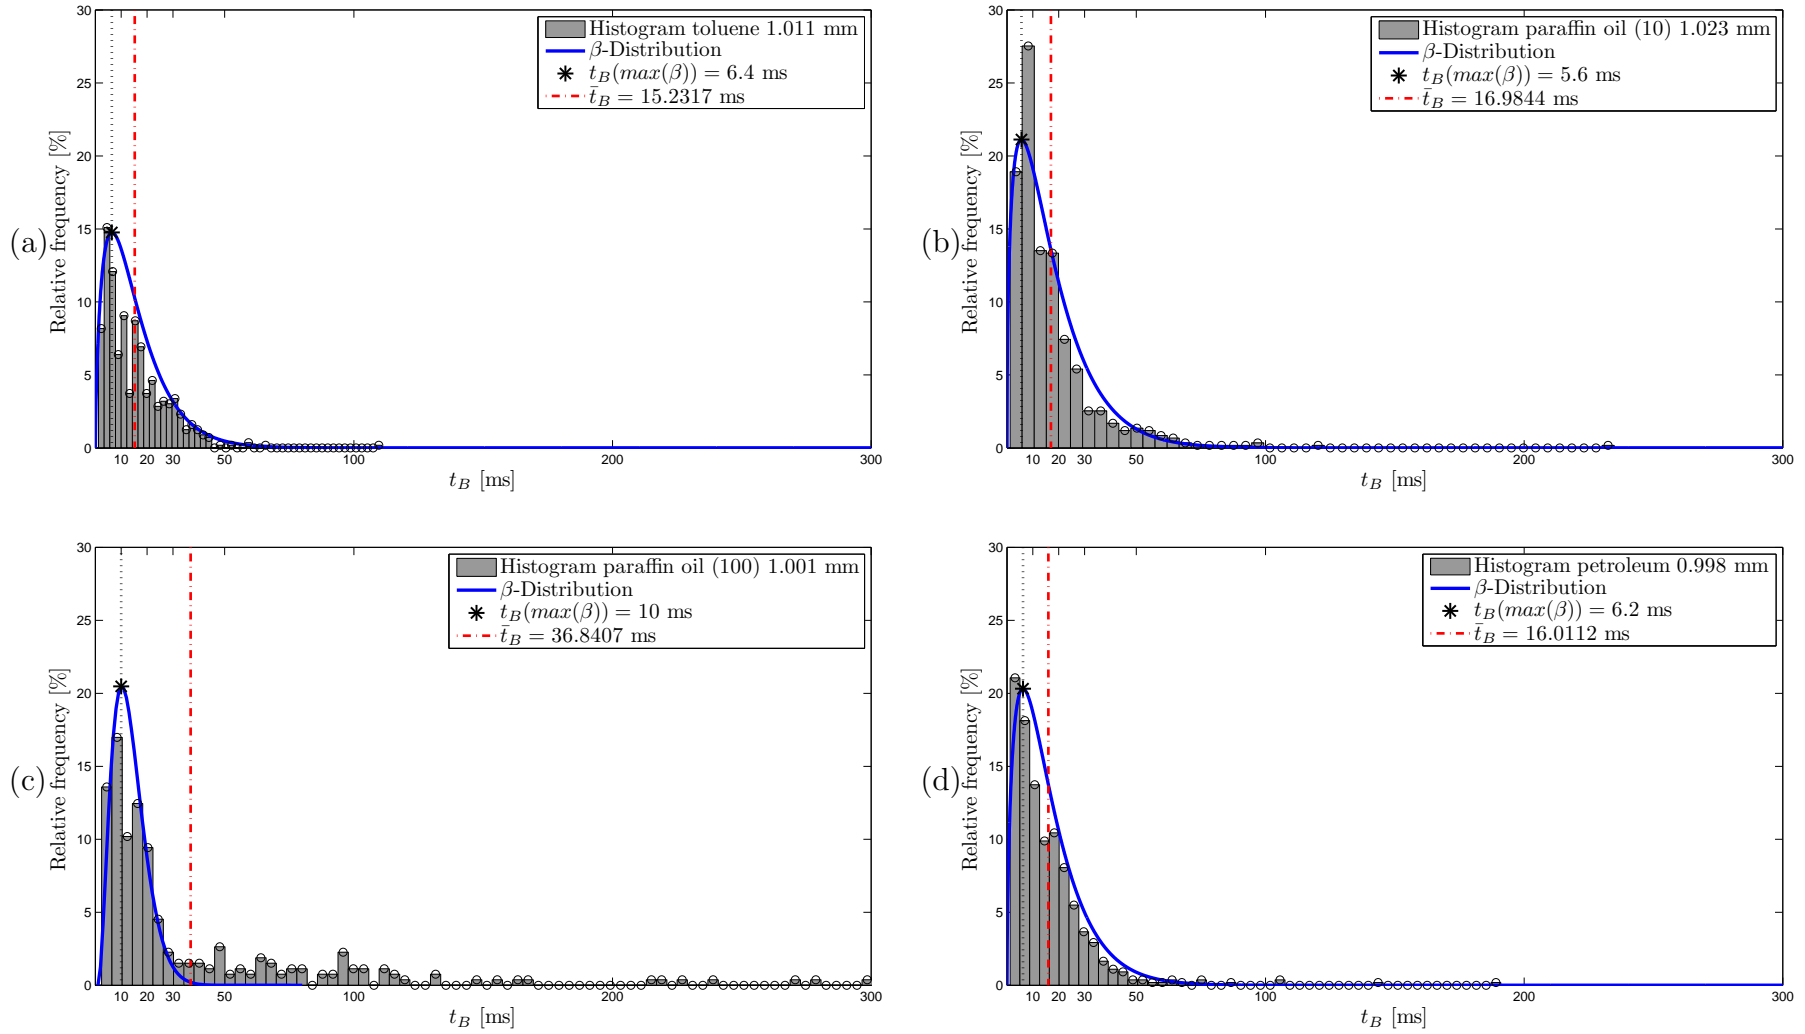 (a)
Relative frequency [%]
30
25
20
15
10
5
0
Histogram toluene 1.011 mm
β-Distribution
t_B(max(β)) = 6.4 ms
t̄_B = 15.2317 ms
10 20 30 50 100 200 300
t_B [ms]
(b)
Relative frequency [%]
30
25
20
15
10
5
0
Histogram paraffin oil (10) 1.023 mm
β-Distribution
t_B(max(β)) = 5.6 ms
t̄_B = 16.9844 ms
10 20 30 50 100 200 300
t_B [ms]
(c)
Relative frequency [%]
30
25
20
15
10
5
0
Histogram paraffin oil (100) 1.001 mm
β-Distribution
t_B(max(β)) = 10 ms
t̄_B = 36.8407 ms
10 20 30 50 100 200 300
t_B [ms]
(d)
Relative frequency [%]
30
25
20
15
10
5
0
Histogram petroleum 0.998 mm
β-Distribution
t_B(max(β)) = 6.2 ms
t̄_B = 16.0112 ms
10 20 30 50 100 200 300
t_B [ms]